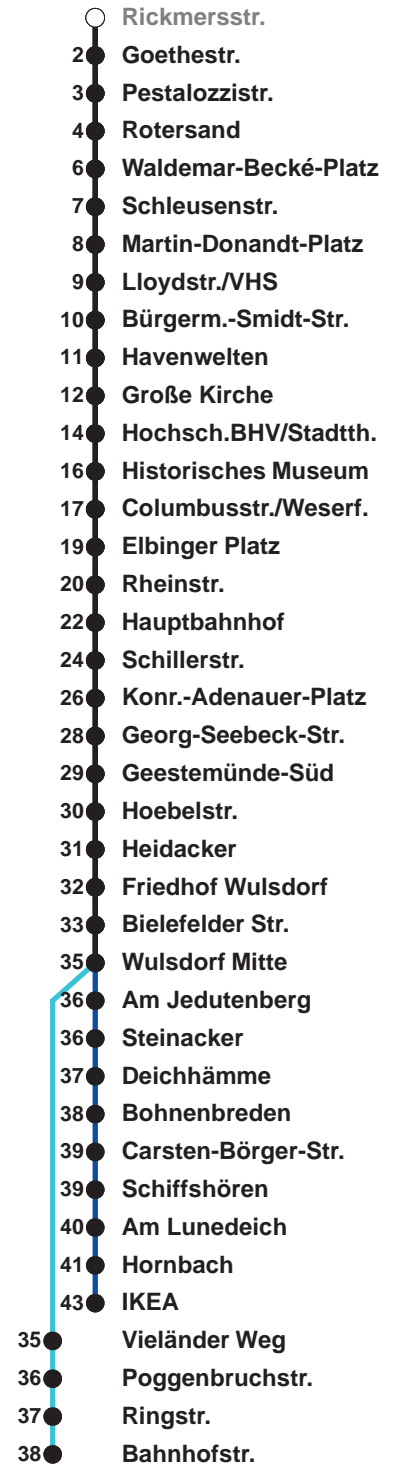 Rickmersstr.
2 Goethestr.
3 Pestalozzistr.
4 Rotersand
6 Waldemar-Becké-Platz
7 Schleusenstr.
8 Martin-Donandt-Platz
9 Lloydstr./VHS
10 Bürgerm.-Smidt-Str.
11 Havenwelten
12 Große Kirche
14 Hochsch.BHV/Stadtth.
16 Historisches Museum
17 Columbusstr./Weserf.
19 Elbinger Platz
20 Rheinstr.
22 Hauptbahnhof
24 Schillerstr.
26 Konr.-Adenauer-Platz
28 Georg-Seebeck-Str.
29 Geestemünde-Süd
30 Hoebelstr.
31 Heidacker
32 Friedhof Wulsdorf
33 Bielefelder Str.
35 Wulsdorf Mitte
36 Am Jedutenberg
36 Steinacker
37 Deichhämme
38 Bohnenbreden
39 Carsten-Börger-Str.
39 Schiffshören
40 Am Lunedeich
41 Hornbach
43 IKEA
35 Vieländer Weg
36 Poggenbruchstr.
37 Ringstr.
38 Bahnhofstr.